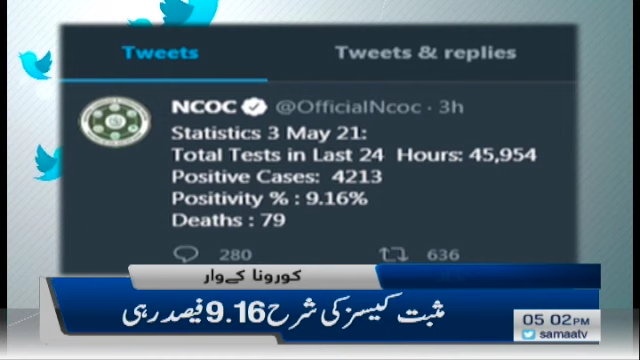 Tweets
Tweets & replies
NCOC @OfficialNcoc · 3h
Statistics 3 May 21:
Total Tests in Last 24 Hours: 45,954
Positive Cases: 4213
Positivity % : 9.16%
Deaths : 79
280
636
کورونا کے وار
مثبت کیسز کی شرح 9.16 فیصد رہی
05 02 PM
samaatv